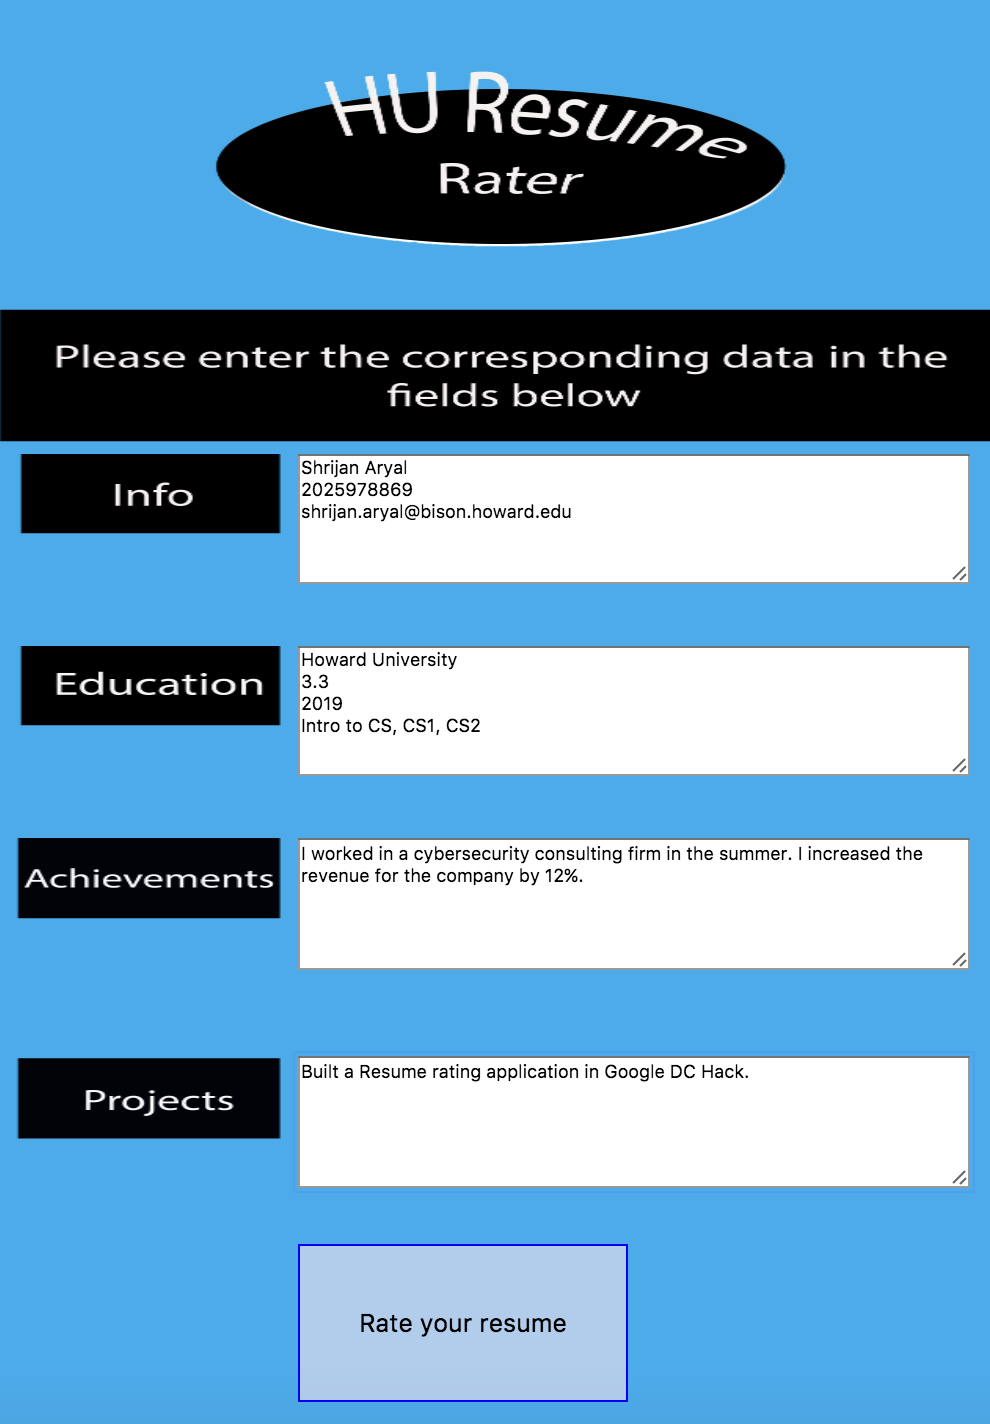 HU Resume
Rater
Please enter the corresponding data in the
fields below
Info
Shrijan Aryal
2025978869
shrijan.aryal@bison.howard.edu
Education
Howard University
3.3
2019
Intro to CS, CS1, CS2
Achievements
I worked in a cybersecurity consulting firm in the summer. I increased the
revenue for the company by 12%.
Projects
Built a Resume rating application in Google DC Hack.
Rate your resume